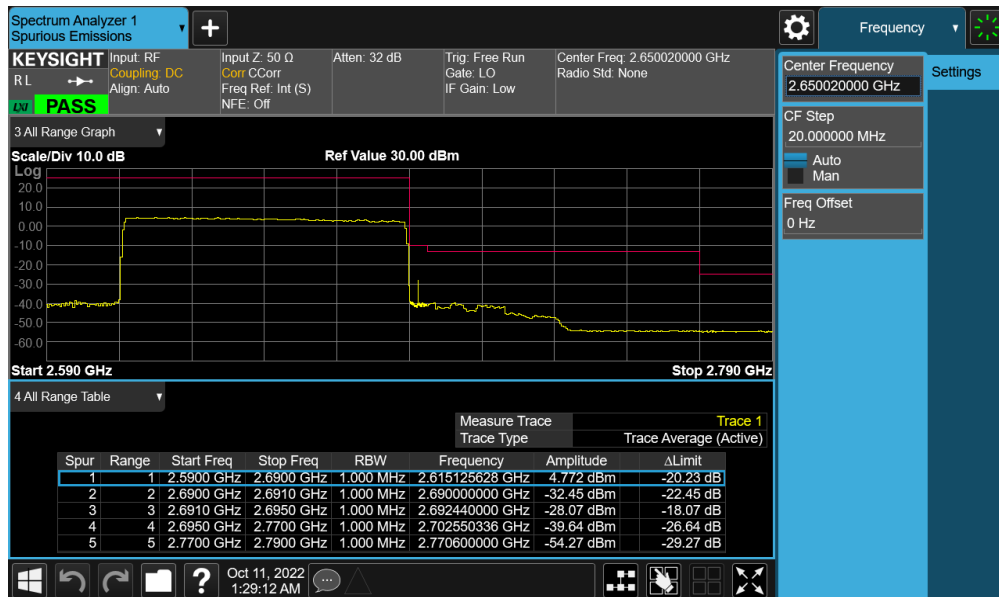 Spectrum Analyzer 1
Spurious Emissions
Frequency
KEYSIGHT
RL
LXI
PASS
Input: RF
Coupling: DC
Align: Auto
Input Z: 50 Ω
Corr CCorr
Freq Ref: Int (S)
NFE: Off
Atten: 32 dB
Trig: Free Run
Gate: LO
IF Gain: Low
Center Freq: 2.650020000 GHz
Radio Std: None
Center Frequency
2.650020000 GHz
Settings
CF Step
20.000000 MHz
Auto
Man
Freq Offset
0 Hz
3 All Range Graph
Scale/Div 10.0 dB
Ref Value 30.00 dBm
Log
20.0
10.0
0.00
-10.0
-20.0
-30.0
-40.0
-50.0
-60.0
Start 2.590 GHz
Stop 2.790 GHz
4 All Range Table
Measure Trace Trace 1
Trace Type Trace Average (Active)
Spur Range Start Freq Stop Freq RBW Frequency Amplitude ΔLimit
1 1 2.5900 GHz 2.6900 GHz 1.000 MHz 2.615125628 GHz 4.772 dBm -20.23 dB
2 2 2.6900 GHz 2.6910 GHz 1.000 MHz 2.690000000 GHz -32.45 dBm -22.45 dB
3 3 2.6910 GHz 2.6950 GHz 1.000 MHz 2.692440000 GHz -28.07 dBm -18.07 dB
4 4 2.6950 GHz 2.7700 GHz 1.000 MHz 2.702550336 GHz -39.64 dBm -26.64 dB
5 5 2.7700 GHz 2.7900 GHz 1.000 MHz 2.770600000 GHz -54.27 dBm -29.27 dB
Oct 11, 2022
1:29:12 AM